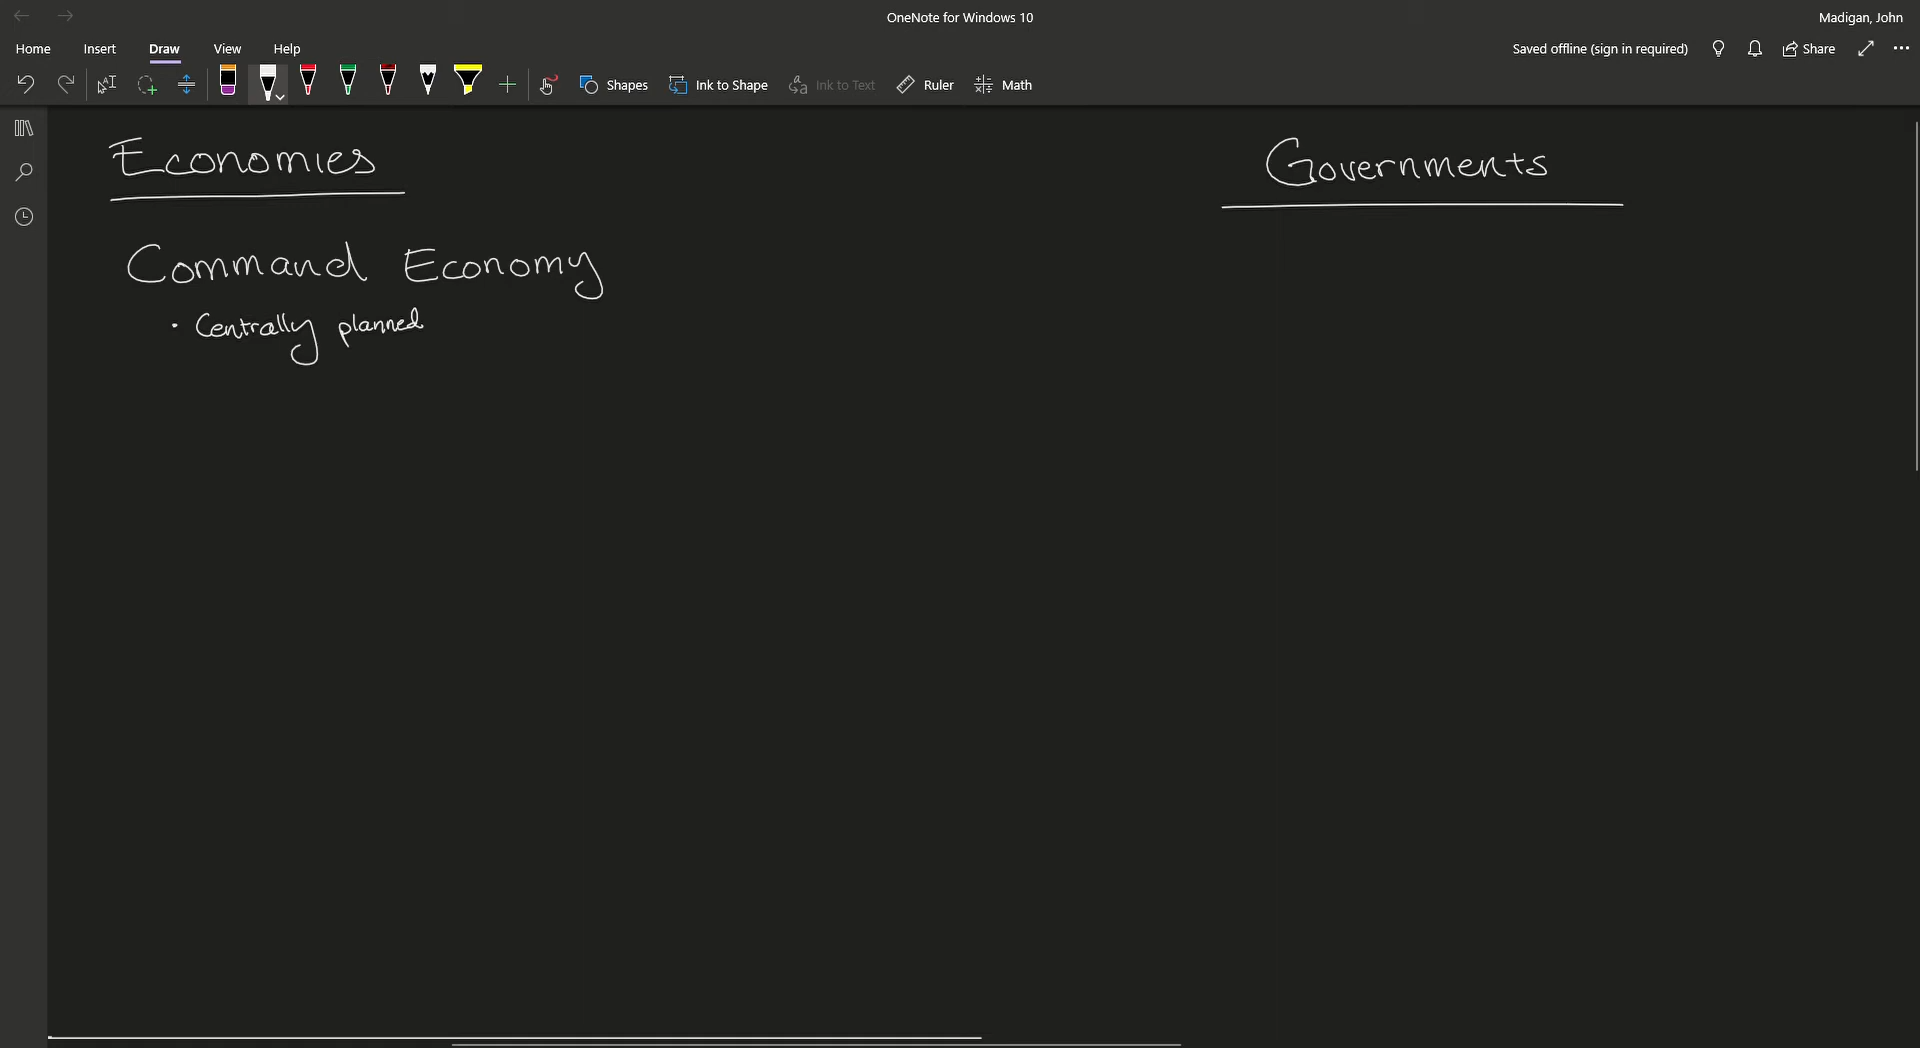 OneNote for Windows 10
Madigan, John
Home Insert Draw View Help
Saved offline (sign in required) Share
Shapes Ink to Shape Ink to Text Ruler Math
Economies
Governments
Command Economy
• Centrally planned